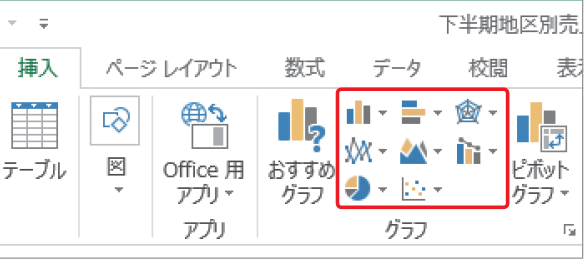 下半期地区別売
挿入 ページ レイアウト 数式 データ 校閲
テーブル
図
Office 用
アプリ
おすすめ
グラフ
ピボット
グラフ
アプリ
グラフ